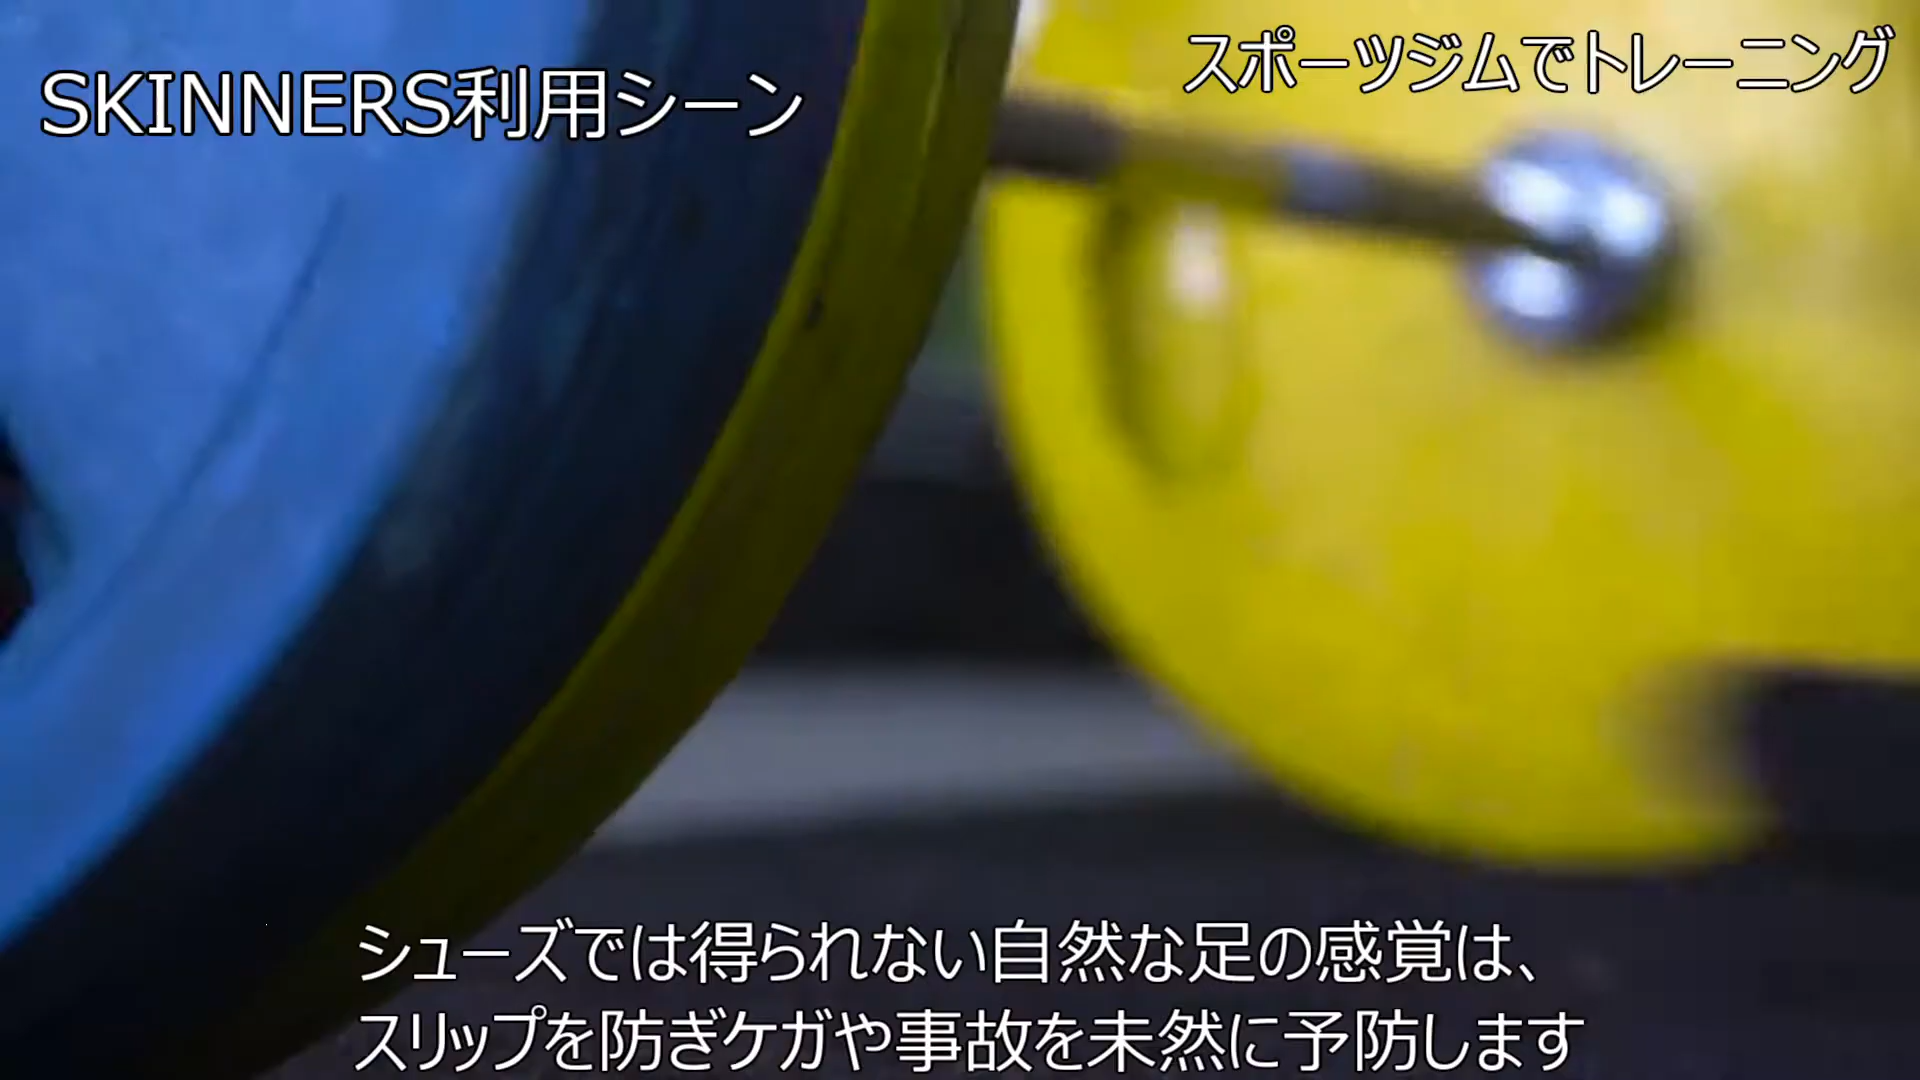 SKINNERS利用シーン
スポーツジムでトレーニング
シューズでは得られない自然な足の感覚は、
スリップを防ぎケガや事故を未然に予防します